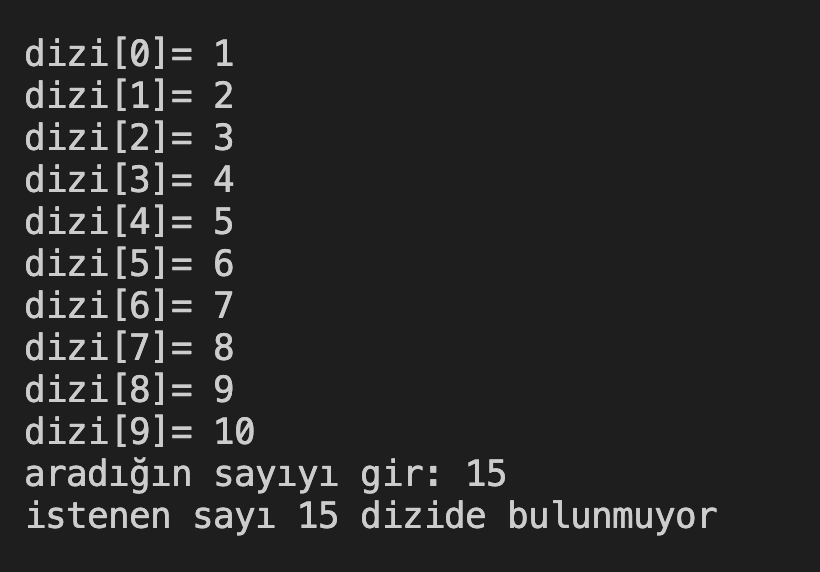 dizi[0]= 1
dizi[1]= 2
dizi[2]= 3
dizi[3]= 4
dizi[4]= 5
dizi[5]= 6
dizi[6]= 7
dizi[7]= 8
dizi[8]= 9
dizi[9]= 10
aradığın sayıyı gir: 15
istenen sayı 15 dizide bulunmuyor